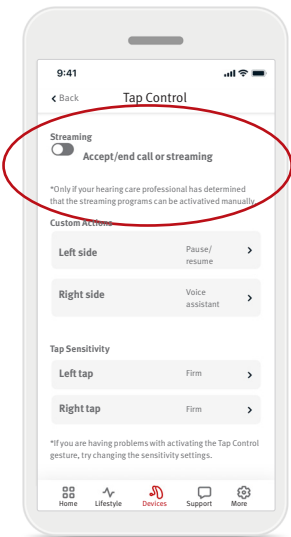 9:41
Back
Tap Control
Streaming
Accept/end call or streaming
*Only if your hearing care professional has determined
that the streaming programs can be activatived manually.
Custom Actions
Left side
Pause/
resume
Right side
Voice
assistant
Tap Sensitivity
Left tap
Firm
Right tap
Firm
*If you are having problems with activating the Tap Control
gesture, try changing the sensitivity settings.
Home Lifestyle Devices Support More